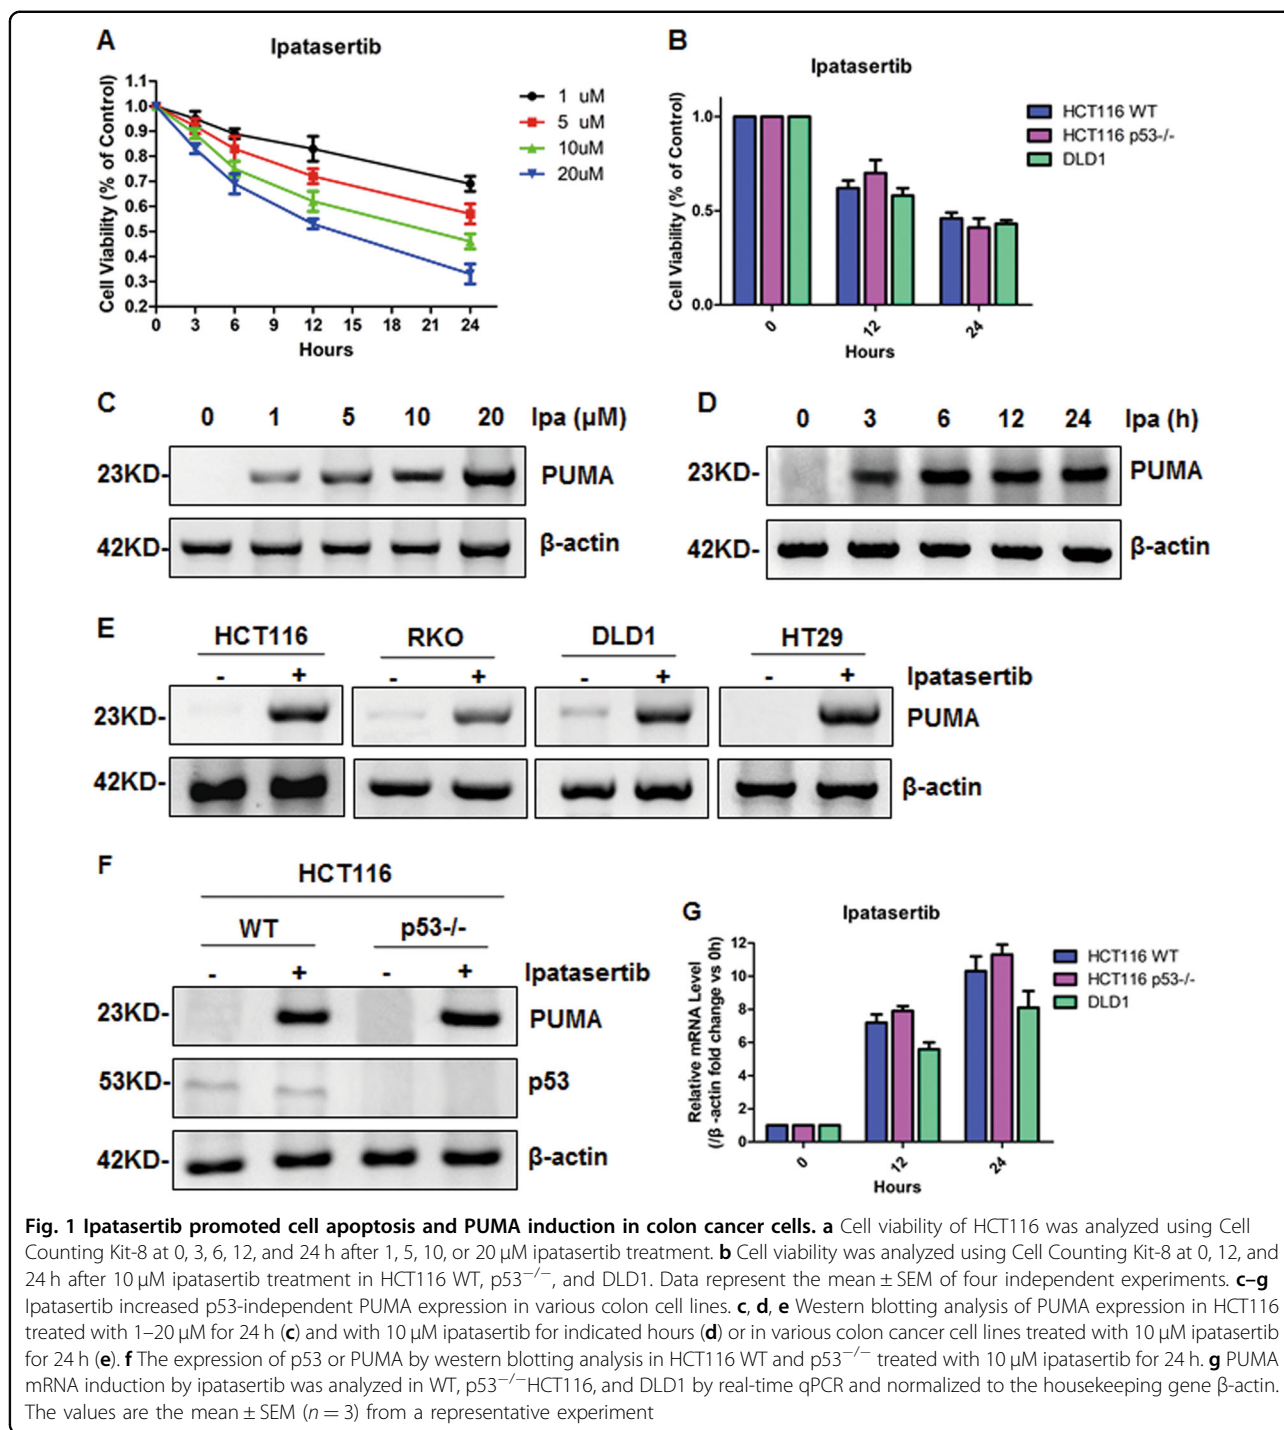 A
Ipatasertib
Cell Viability (% of Control)
1.1
1.0
0.9
0.8
0.7
0.6
0.5
0.4
0.3
0.2
0 3 6 9 12 15 18 21 24
Hours
1 uM
5 uM
10uM
20uM
B
Ipatasertib
Cell Viability (% of Control)
1.0
0.5
0.0
0 12 24
Hours
HCT116 WT
HCT116 p53-/-
DLD1
C
0 1 5 10 20 Ipa (μM)
23KD- PUMA
42KD- β-actin
D
0 3 6 12 24 Ipa (h)
23KD- PUMA
42KD- β-actin
E
HCT116 RKO DLD1 HT29
- + - + - + - + Ipatasertib
23KD- PUMA
42KD- β-actin
F
HCT116
WT p53-/-
- + - + Ipatasertib
23KD- PUMA
53KD- p53
42KD- β-actin
G
Ipatasertib
Relative mRNA Level
(/β -actin fold change vs 0h)
12
10
8
6
4
2
0
0 12 24
Hours
HCT116 WT
HCT116 p53-/-
DLD1
Fig. 1 Ipatasertib promoted cell apoptosis and PUMA induction in colon cancer cells. a Cell viability of HCT116 was analyzed using Cell
Counting Kit-8 at 0, 3, 6, 12, and 24 h after 1, 5, 10, or 20 μM ipatasertib treatment. b Cell viability was analyzed using Cell Counting Kit-8 at 0, 12, and
24 h after 10 μM ipatasertib treatment in HCT116 WT, p53−/−, and DLD1. Data represent the mean ± SEM of four independent experiments. c–g
Ipatasertib increased p53-independent PUMA expression in various colon cell lines. c, d, e Western blotting analysis of PUMA expression in HCT116
treated with 1–20 μM for 24 h (c) and with 10 μM ipatasertib for indicated hours (d) or in various colon cancer cell lines treated with 10 μM ipatasertib
for 24 h (e). f The expression of p53 or PUMA by western blotting analysis in HCT116 WT and p53−/− treated with 10 μM ipatasertib for 24 h. g PUMA
mRNA induction by ipatasertib was analyzed in WT, p53−/−HCT116, and DLD1 by real-time qPCR and normalized to the housekeeping gene β-actin.
The values are the mean ± SEM (n = 3) from a representative experiment